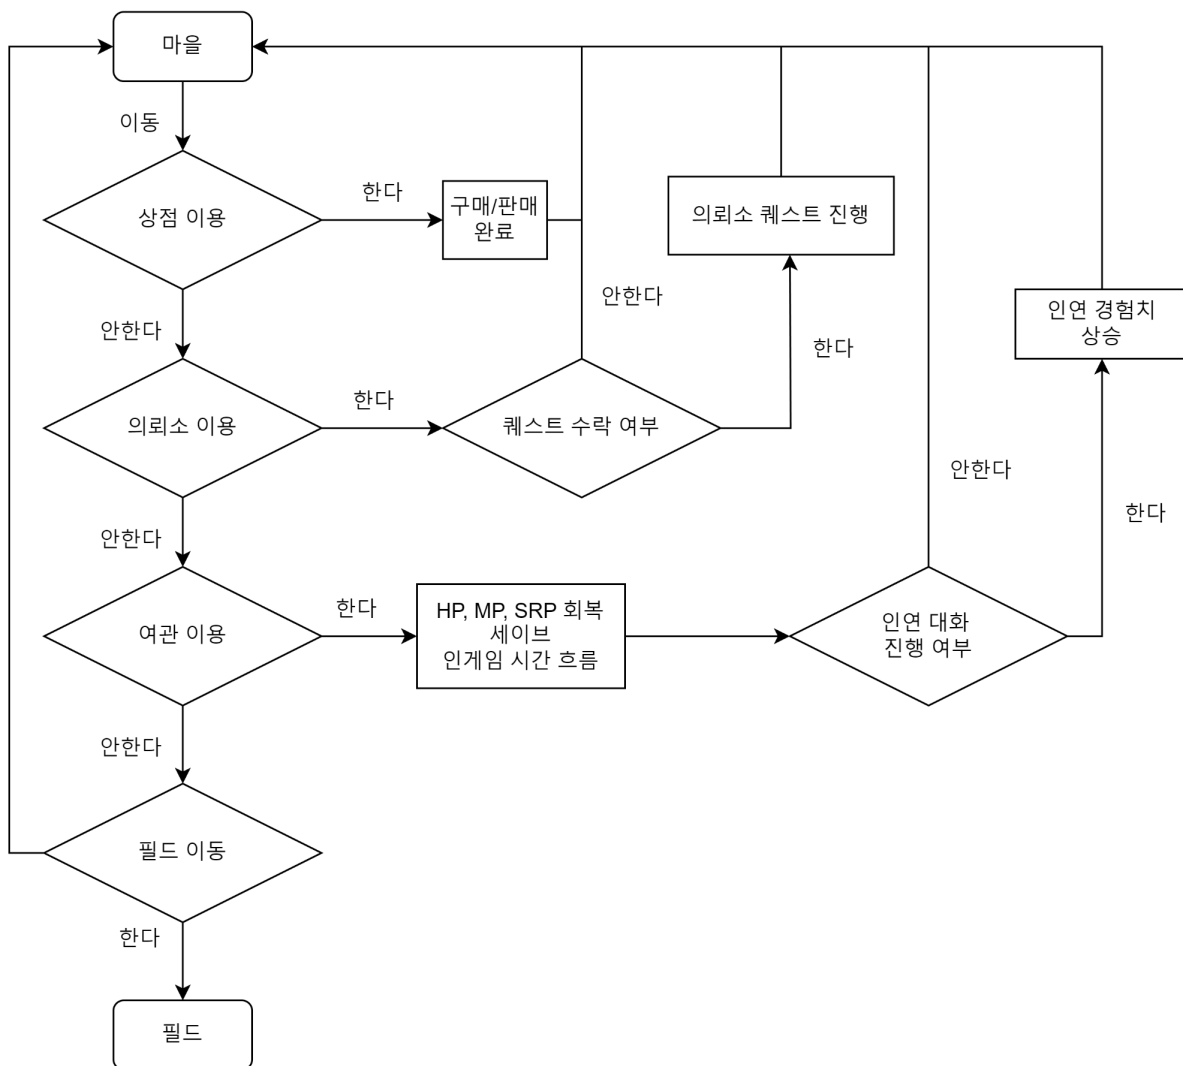 마을
이동
상점 이용
한다
구매/판매
완료
의뢰소 퀘스트 진행
안한다
한다
인연 경험치
상승
안한다
의뢰소 이용
한다
퀘스트 수락 여부
안한다
한다
안한다
여관 이용
한다
HP, MP, SRP 회복
세이브
인게임 시간 흐름
인연 대화
진행 여부
안한다
필드 이동
한다
필드